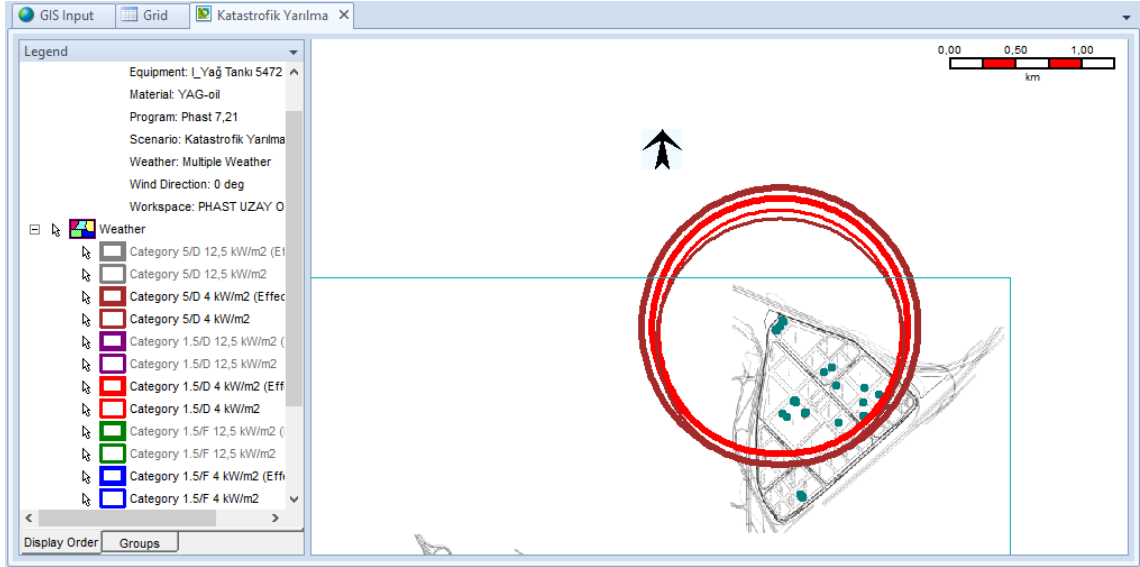 GIS Input
Grid
Katastrofik Yarılma
Legend
Equipment: I_Yağ Tankı 5472
Material: YAG-oil
Program: Phast 7,21
Scenario: Katastrofik Yarılma
Weather: Multiple Weather
Wind Direction: 0 deg
Workspace: PHAST UZAY O
Weather
Category 5/D 12,5 kW/m2 (Ef
Category 5/D 12,5 kW/m2
Category 5/D 4 kW/m2 (Effec
Category 5/D 4 kW/m2
Category 1.5/D 12,5 kW/m2 (
Category 1.5/D 12,5 kW/m2
Category 1.5/D 4 kW/m2 (Eff
Category 1.5/D 4 kW/m2
Category 1.5/F 12,5 kW/m2 (
Category 1.5/F 12,5 kW/m2
Category 1.5/F 4 kW/m2 (Effe
Category 1.5/F 4 kW/m2
Display Order
Groups
0,00 0,50 1,00
km